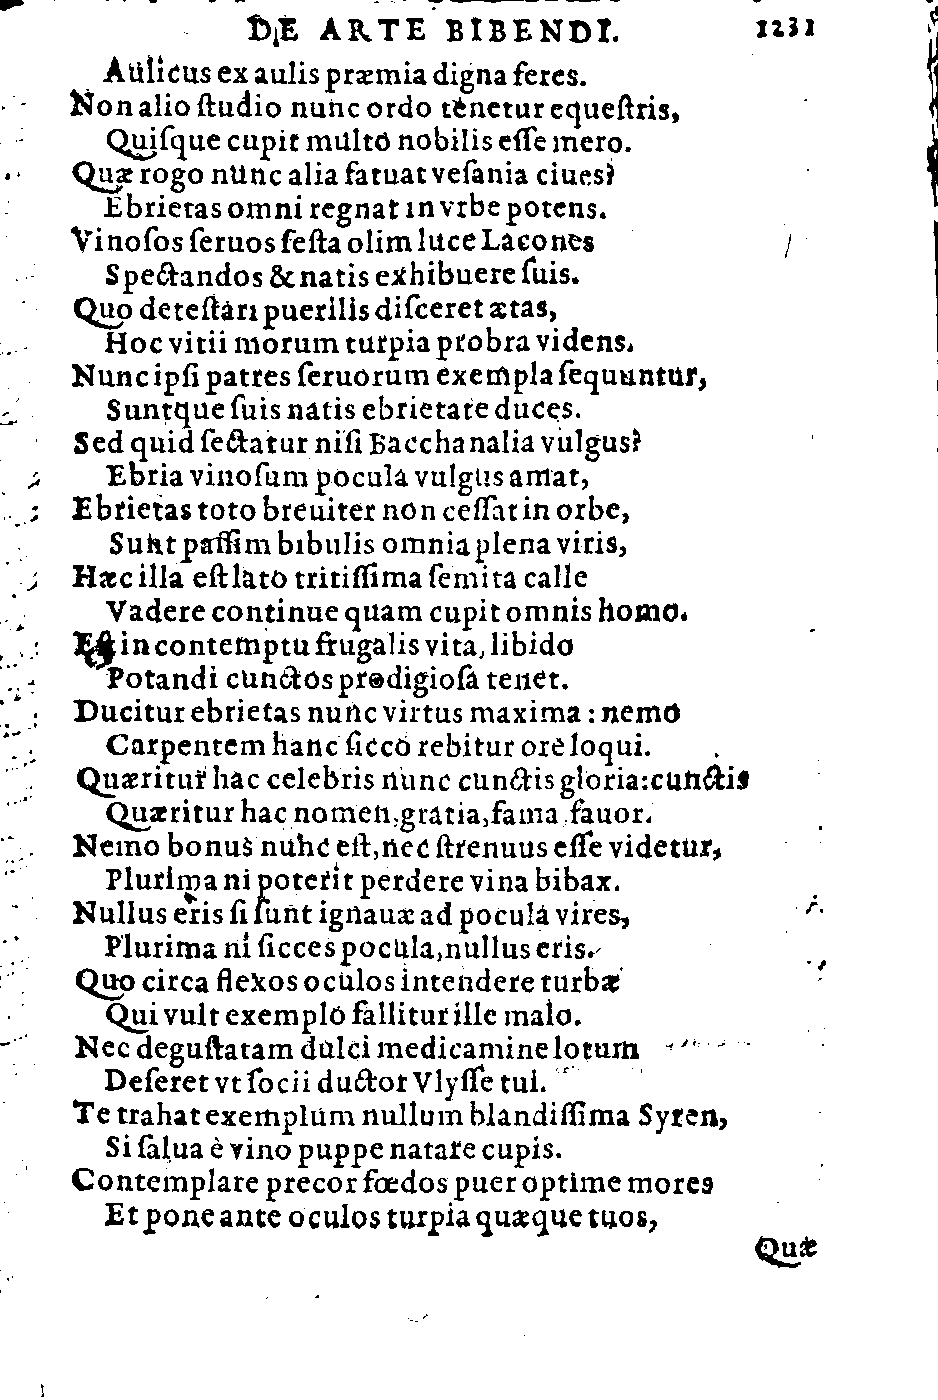 DE ARTE BIBENDI. 1231
Aulicus ex aulis præmia digna feres.
Non alio ſtudio nunc ordo tenetur equeſtris,
Quiſque cupit multo nobilis eſſe mero.
Quæ rogo nunc alia fatuat veſania ciues?
Ebrietas omni regnat in vrbe potens.
Vinoſos ſeruos feſta olim luce Lacones
Spectandos & natis exhibuere ſuis.
Quo deteſtari puerilis diſceret ætas,
Hoc vitii morum turpia probra videns.
Nunc ipſi patres ſeruorum exempla ſequuntur,
Suntque ſuis natis ebrietate duces.
Sed quid ſectatur niſi Bacchanalia vulgus?
Ebria vinoſum pocula vulgus amat,
Ebrietas toto breuiter non ceſſat in orbe,
Sunt paſſim bibulis omnia plena viris,
Hæc illa eſt lato tritiſſima ſemita calle
Vadere continue quam cupit omnis homo.
Eſt in contemptu frugalis vita, libido
Potandi cunctos prodigioſa tenet.
Ducitur ebrietas nunc virtus maxima : nemo
Carpentem hanc ſicco rebitur ore loqui.
Quæritur hac celebris nunc cunctis gloria: cunctis
Quæritur hac nomen, gratia, fama fauor.
Nemo bonus nunc eſt, nec ſtrenuus eſſe videtur,
Plurima ni poterit perdere vina bibax.
Nullus eris ſi ſunt ignauæ ad pocula vires,
Plurima ni ſicces pocula, nullus eris.
Quo circa flexos oculos intendere turbæ
Qui vult exemplo fallitur ille malo.
Nec deguſtatam dulci medicamine lotum
Deſeret vt ſocii ductor Vlyſſe tui.
Te trahat exemplum nullum blandiſſima Syren,
Si ſalua è vino puppe natare cupis.
Contemplare precor fœdos puer optime mores
Et pone ante oculos turpia quæque tuos,
Quæ